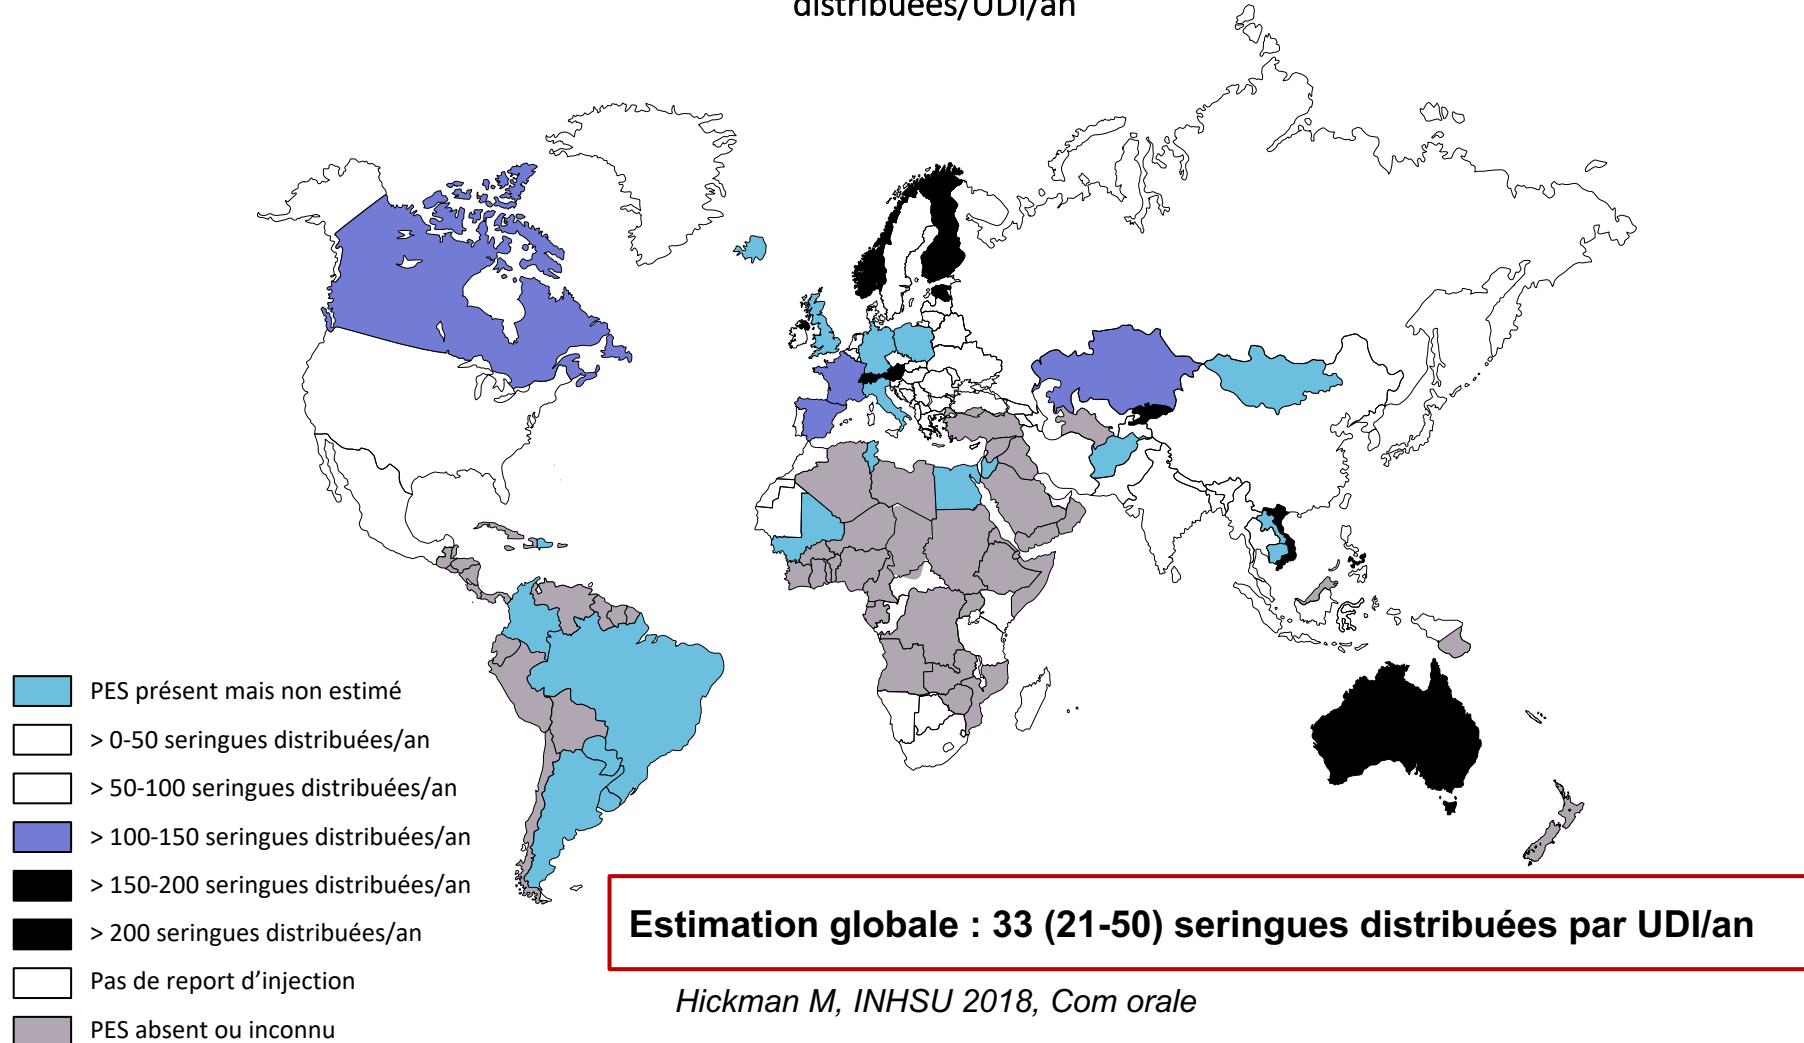 distribuées/UDI/an
PES présent mais non estimé
> 0-50 seringues distribuées/an
> 50-100 seringues distribuées/an
> 100-150 seringues distribuées/an
> 150-200 seringues distribuées/an
> 200 seringues distribuées/an
Pas de report d’injection
PES absent ou inconnu
Estimation globale : 33 (21-50) seringues distribuées par UDI/an
Hickman M, INHSU 2018, Com orale